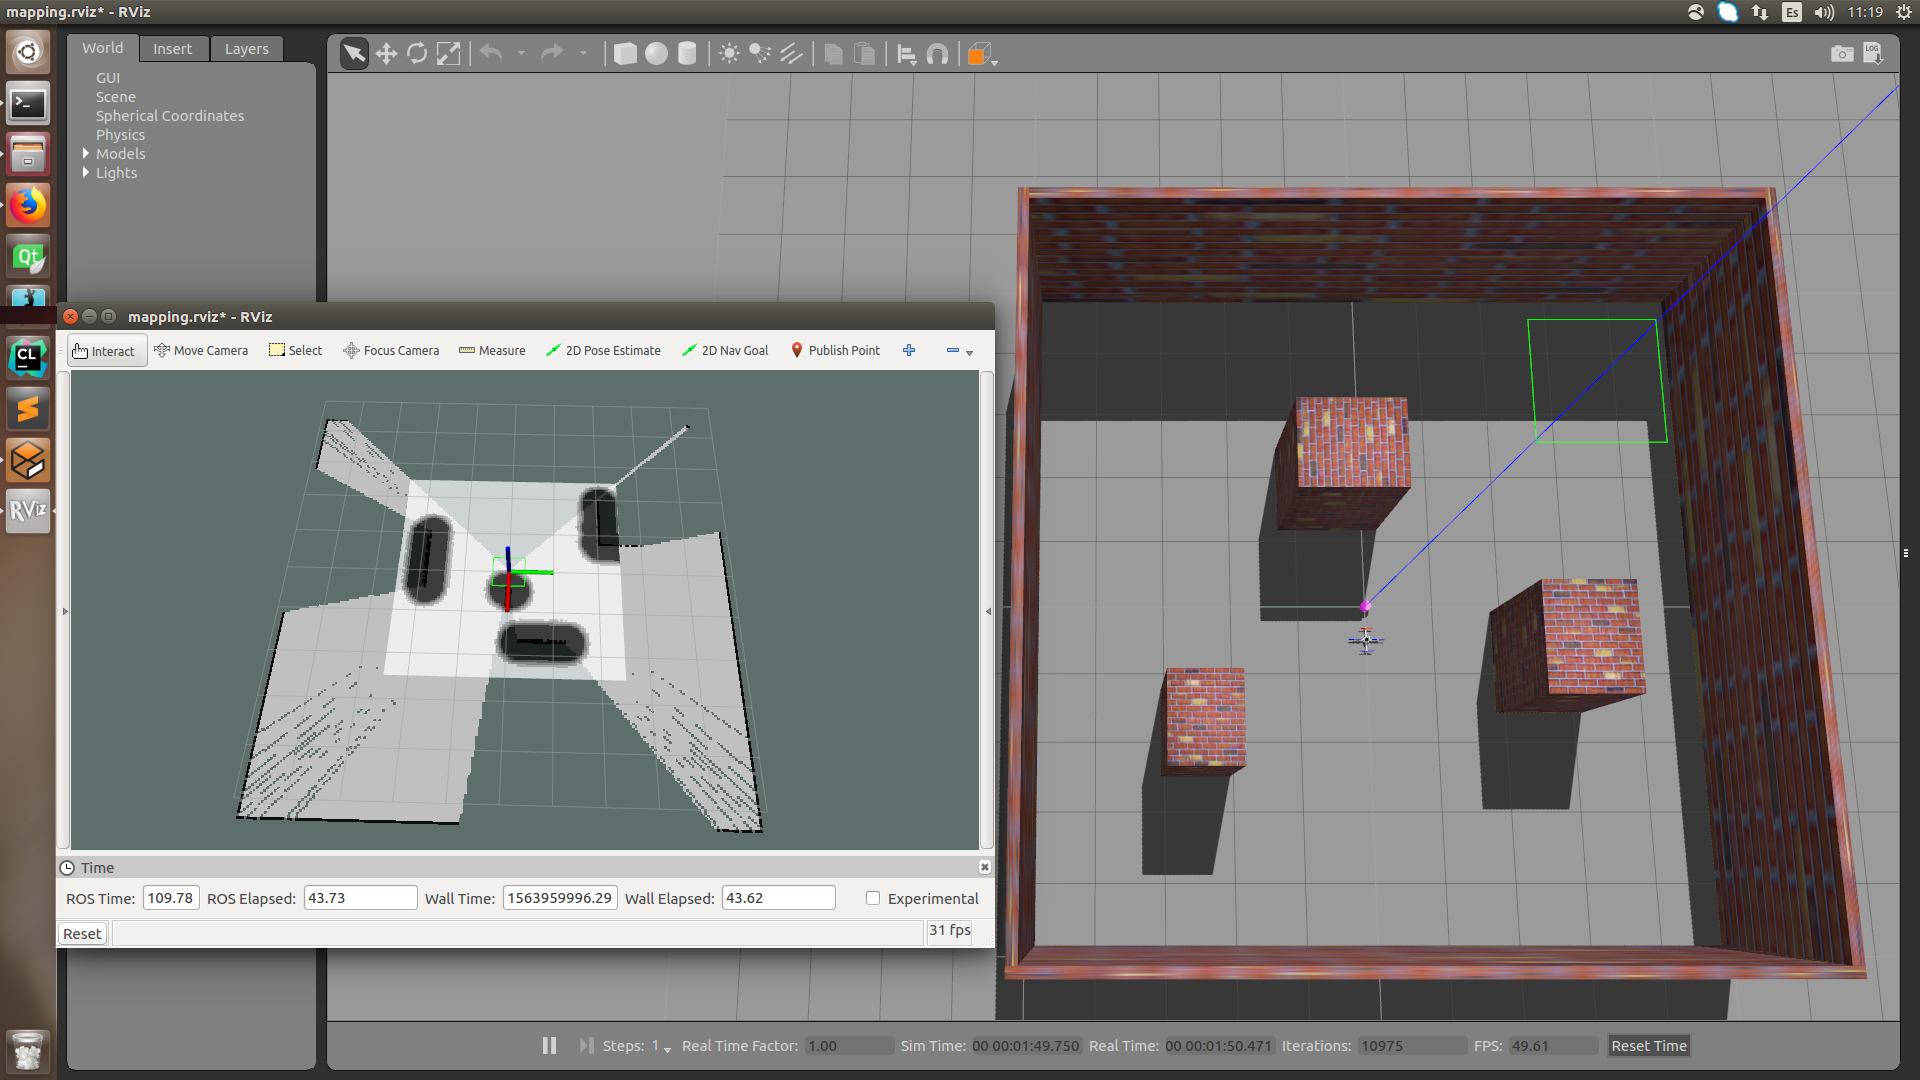 mapping.rviz* - RViz
Es
11:19
World Insert Layers
LOG
GUI
Scene
Spherical Coordinates
Physics
Models
Lights
Qt
CL
RViz
mapping.rviz* - RViz
Interact Move Camera Select Focus Camera Measure 2D Pose Estimate 2D Nav Goal Publish Point
Time
ROS Time: 109.78 ROS Elapsed: 43.73 Wall Time: 1563959996.29 Wall Elapsed: 43.62 Experimental
Reset 31 fps
Steps: 1 Real Time Factor: 1.00 Sim Time: 00 00:01:49.750 Real Time: 00 00:01:50.471 Iterations: 10975 FPS: 49.61 Reset Time